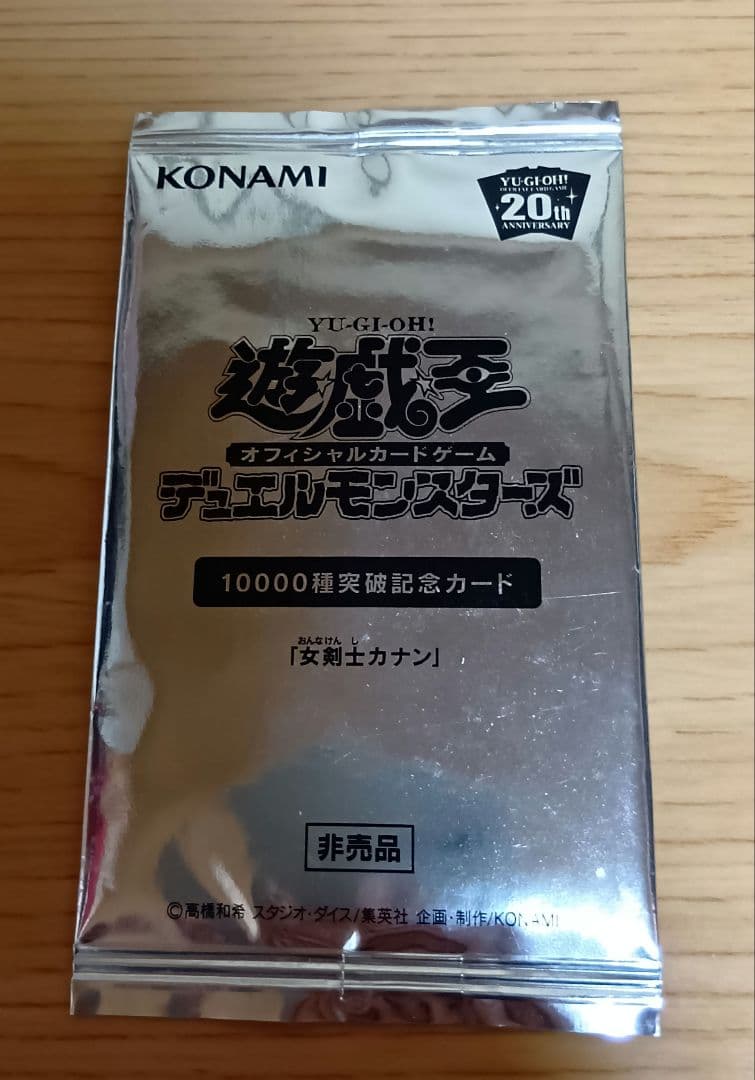 KONAMI
YU-GI-OH!
OFFICIAL CARD GAME
20th
ANNIVERSARY
YU-GI-OH!
遊☆戯☆王
オフィシャルカードゲーム
デュエルモンスターズ
10000種突破記念カード
おんなけんし
「女剣士カナン」
非売品
©高橋和希 スタジオ・ダイス/集英社 企画・制作/KONAMI